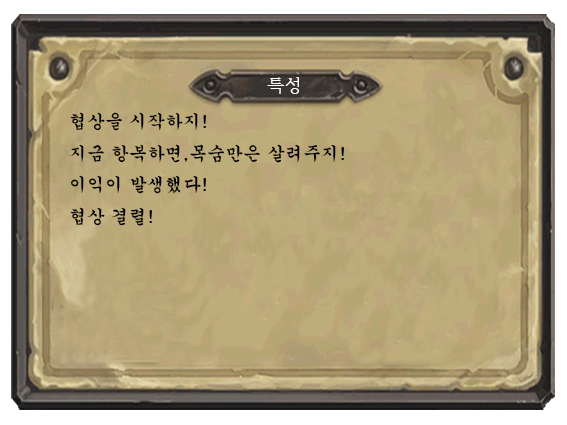 특성
협상을 시작하지!
지금 항복하면,목숨만은 살려주지!
이익이 발생했다!
협상 결렬!